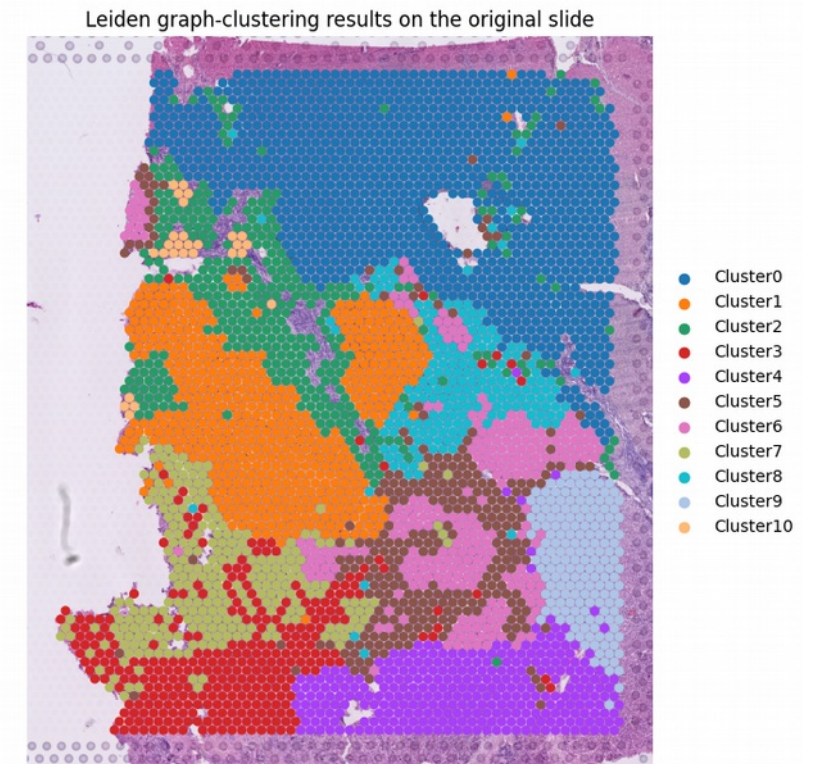 Leiden graph-clustering results on the original slide
Cluster0
Cluster1
Cluster2
Cluster3
Cluster4
Cluster5
Cluster6
Cluster7
Cluster8
Cluster9
Cluster10